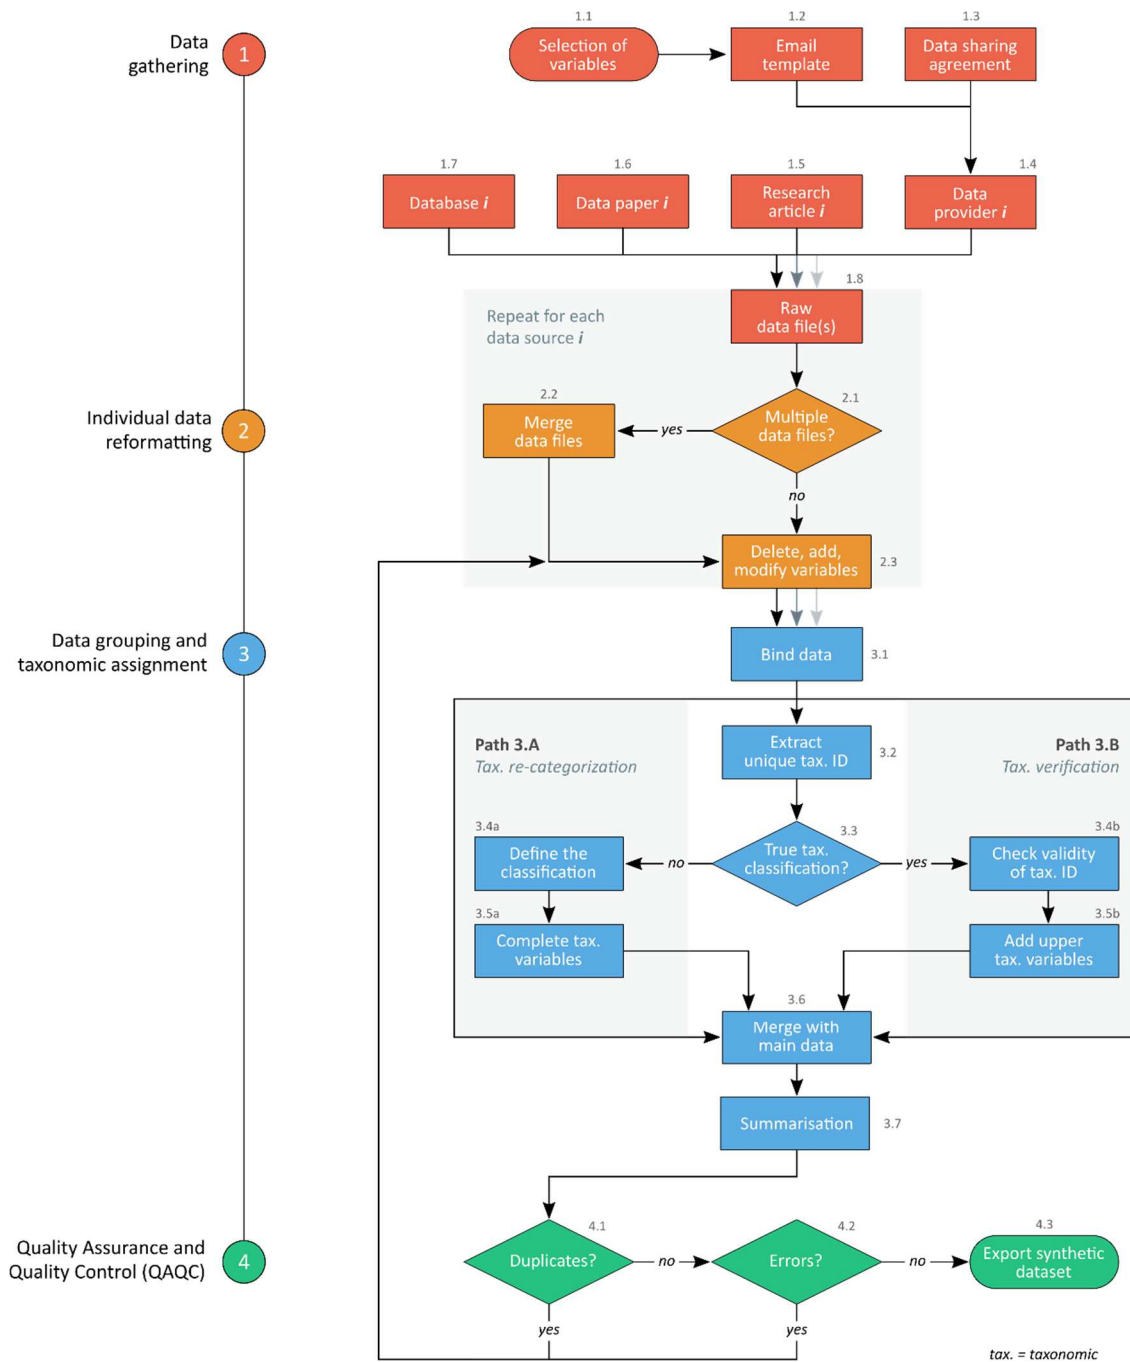 Data
gathering
1
1.1
Selection of
variables
1.2
Email
template
1.3
Data sharing
agreement
1.7
Database i
1.6
Data paper i
1.5
Research
article i
1.4
Data
provider i
1.8
Raw
data file(s)
Repeat for each
data source i
Individual data
reformatting
2
2.2
Merge
data files
yes
2.1
Multiple
data files?
no
Delete, add,
modify variables
2.3
Data grouping and
taxonomic assignment
3
Bind data
3.1
Path 3.A
Tax. re-categorization
Extract
unique tax. ID
3.2
Path 3.B
Tax. verification
3.4a
Define the
classification
no
3.3
True tax.
classification?
yes
3.4b
Check validity
of tax. ID
3.5a
Complete tax.
variables
3.5b
Add upper
tax. variables
3.6
Merge with
main data
Summarisation
3.7
Quality Assurance and
Quality Control (QAQC)
4
4.1
Duplicates?
no
4.2
Errors?
no
4.3
Export synthetic
dataset
yes
yes
tax. = taxonomic